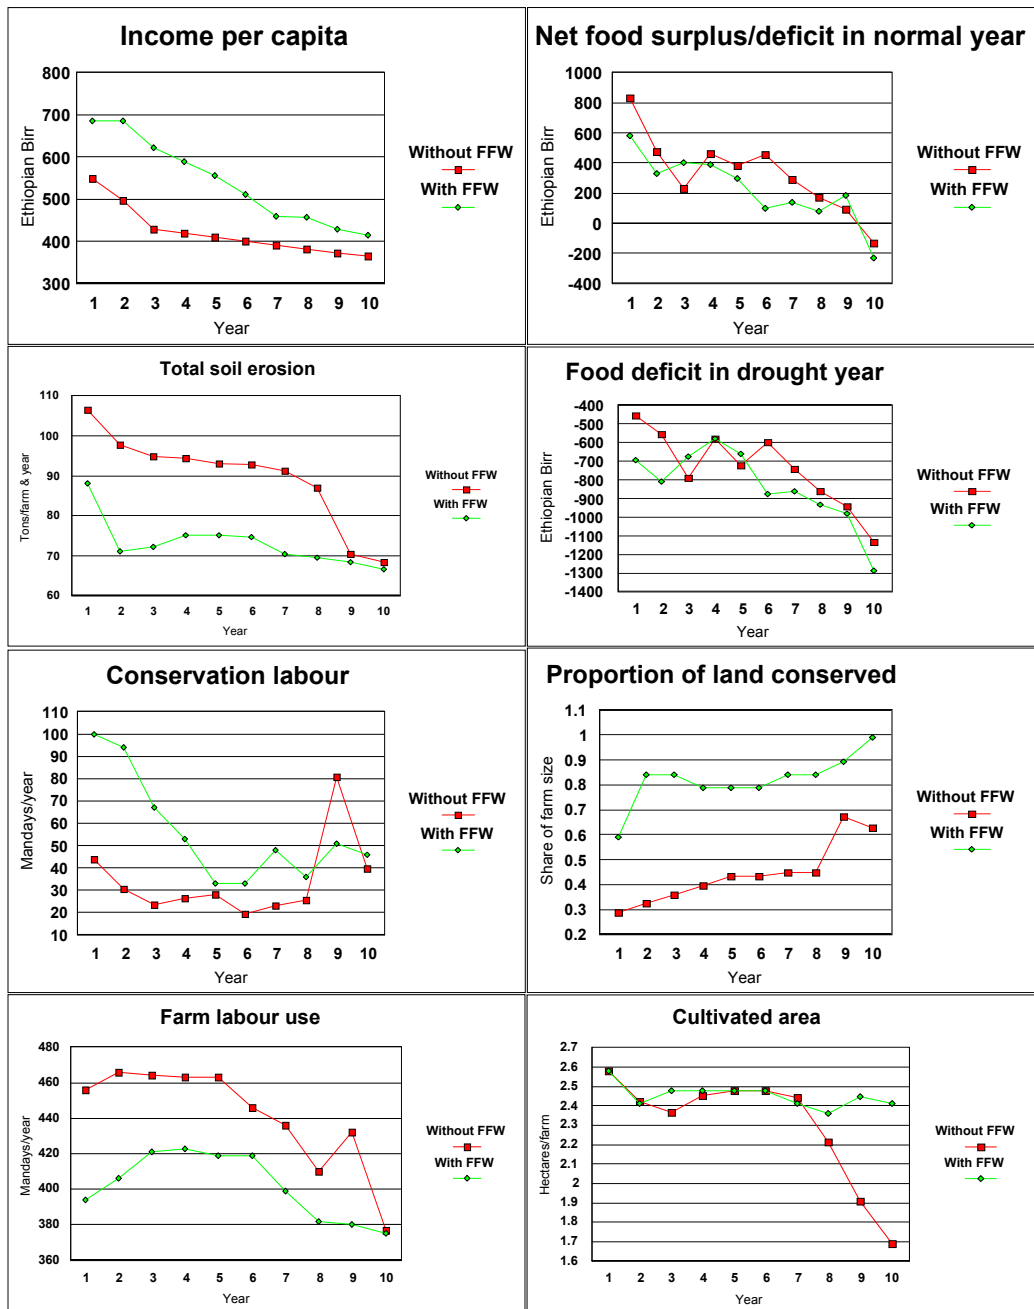 Income per capita
800
700
600
500
400
300
Ethiopian Birr
1 2 3 4 5 6 7 8 9 10
Year
Without FFW
With FFW
Net food surplus/deficit in normal year
1000
800
600
400
200
0
-200
-400
Ethiopian Birr
1 2 3 4 5 6 7 8 9 10
Year
Without FFW
With FFW
Total soil erosion
110
100
90
80
70
60
Tons/farm & year
1 2 3 4 5 6 7 8 9 10
Year
Without FFW
With FFW
Food deficit in drought year
-400
-500
-600
-700
-800
-900
-1000
-1100
-1200
-1300
-1400
Ethiopian Birr
1 2 3 4 5 6 7 8 9 10
Year
Without FFW
With FFW
Conservation labour
110
100
90
80
70
60
50
40
30
20
10
Mandays/year
1 2 3 4 5 6 7 8 9 10
Year
Without FFW
With FFW
Proportion of land conserved
1.1
1
0.9
0.8
0.7
0.6
0.5
0.4
0.3
0.2
Share of farm size
1 2 3 4 5 6 7 8 9 10
Year
Without FFW
With FFW
Farm labour use
480
460
440
420
400
380
360
Mandays/year
1 2 3 4 5 6 7 8 9 10
Year
Without FFW
With FFW
Cultivated area
2.7
2.6
2.5
2.4
2.3
2.2
2.1
2
1.9
1.8
1.7
1.6
Hectares/farm
1 2 3 4 5 6 7 8 9 10
Year
Without FFW
With FFW